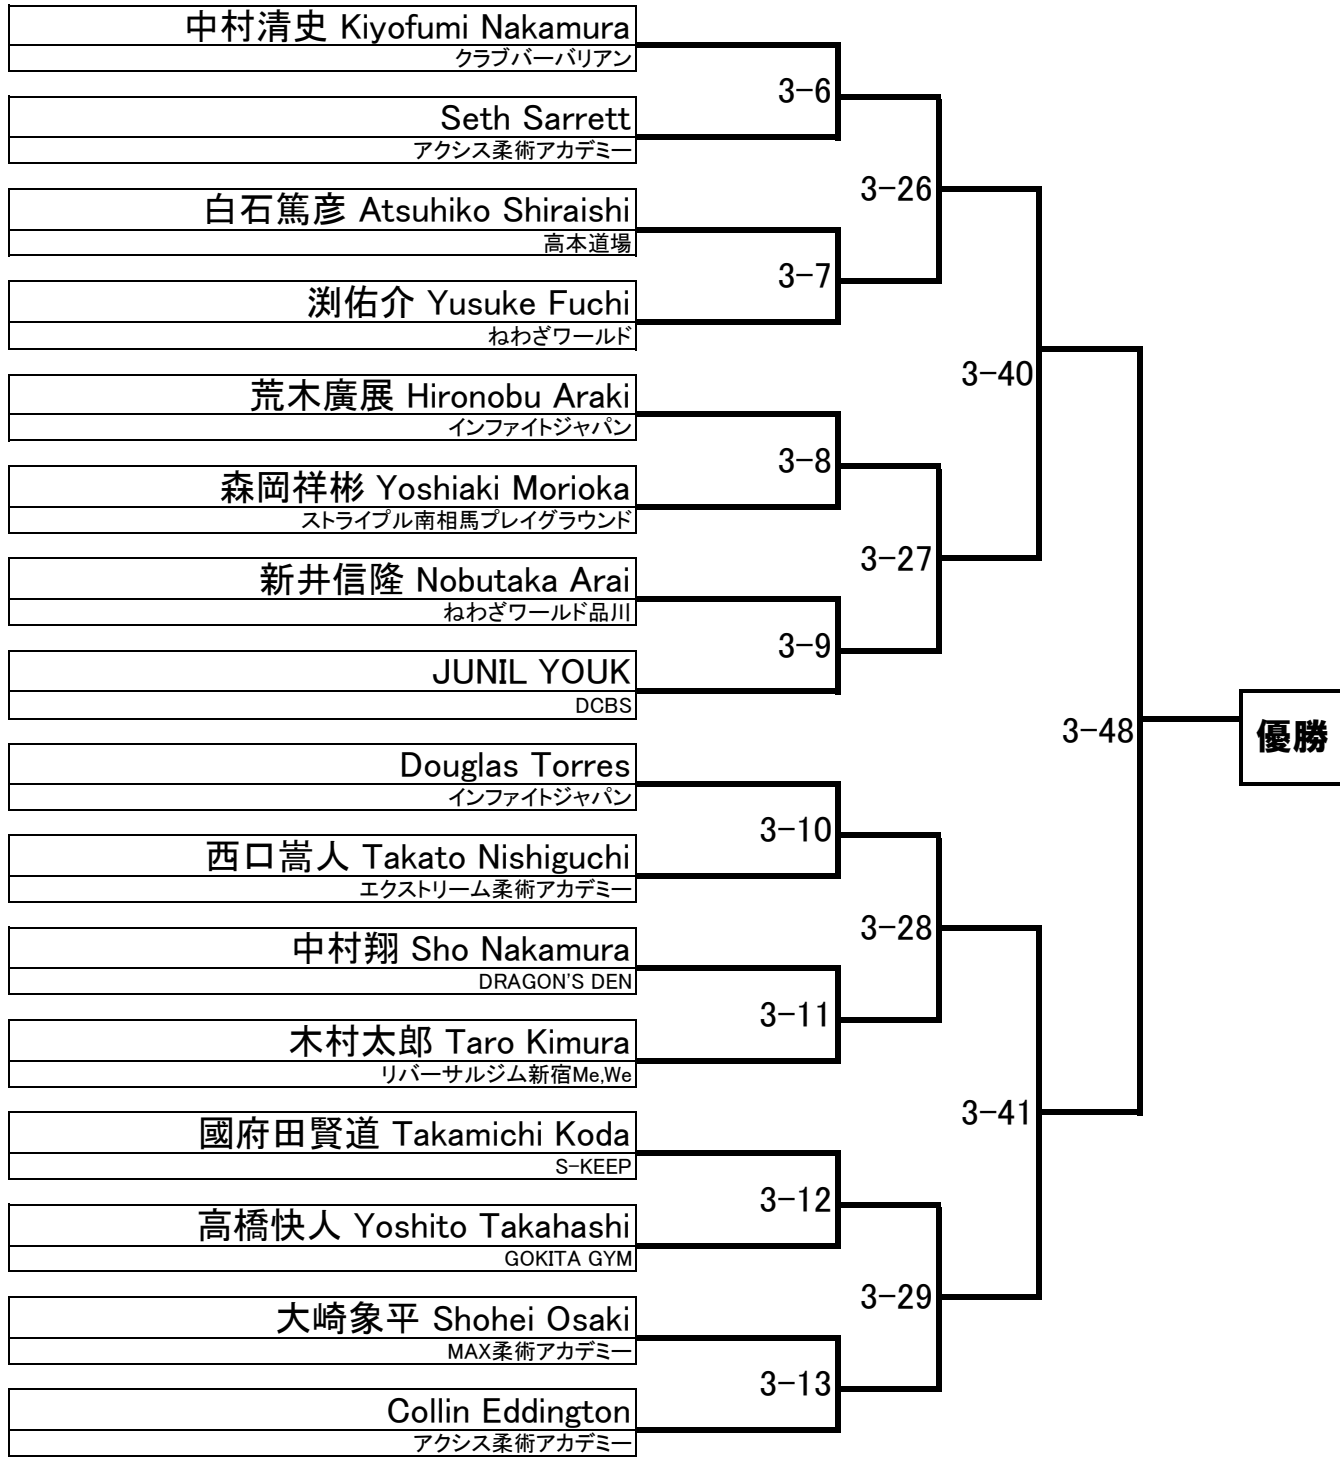 中村清史 Kiyofumi Nakamura
クラブバーバリアン
3-6
Seth Sarrett
アクシス柔術アカデミー
3-26
白石篤彦 Atsuhiko Shiraishi
高本道場
3-7
渕佑介 Yusuke Fuchi
ねわざワールド
3-40
荒木廣展 Hironobu Araki
インファイトジャパン
3-8
森岡祥彬 Yoshiaki Morioka
ストライプル南相馬プレイグラウンド
3-27
新井信隆 Nobutaka Arai
ねわざワールド品川
3-9
JUNIL YOUK
DCBS
3-48
優勝
Douglas Torres
インファイトジャパン
3-10
西口嵩人 Takato Nishiguchi
エクストリーム柔術アカデミー
3-28
中村翔 Sho Nakamura
DRAGON'S DEN
3-11
木村太郎 Taro Kimura
リバーサルジム新宿Me,We
3-41
國府田賢道 Takamichi Koda
S-KEEP
3-12
高橋快人 Yoshito Takahashi
GOKITA GYM
3-29
大崎象平 Shohei Osaki
MAX柔術アカデミー
3-13
Collin Eddington
アクシス柔術アカデミー